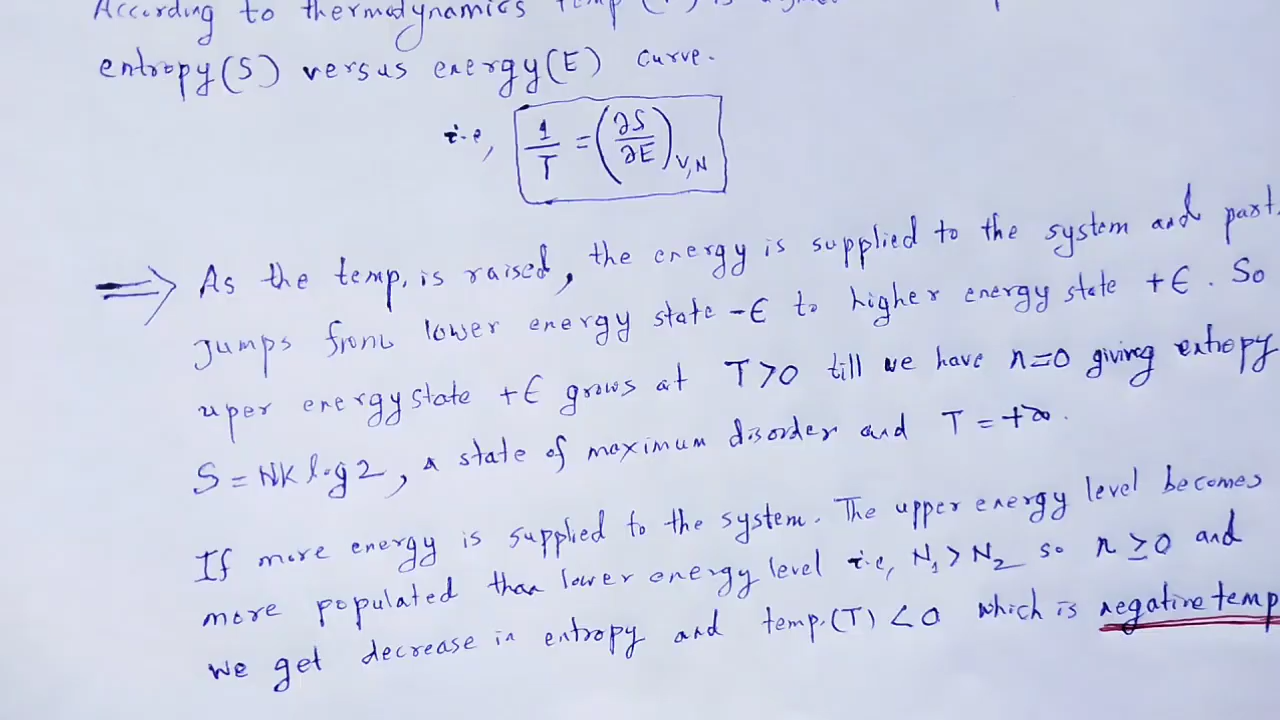 According to thermodynamics temp (T) is
entropy(S) versus energy(E) curve.
i.e, 1/T = (∂S/∂E)V,N
⇒ As the temp. is raised, the energy is supplied to the system and part.
Jumps from lower energy state -ϵ to higher energy state +ϵ. So
uper energy state +ϵ grows at T>0 till we have n=0 giving entropy
S = NK log2, a state of maximum disorder and T = +∞.
If more energy is supplied to the system. The upper energy level becomes
more populated than lower energy level i.e, N₁>N₂ so n≥0 and
we get decrease in entropy and temp.(T) <0 which is negative temp